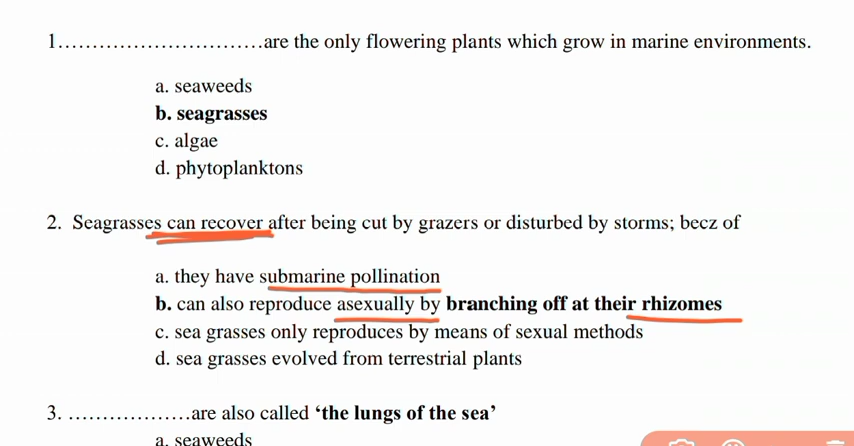 1..............................are the only flowering plants which grow in marine environments.
a. seaweeds
b. seagrasses
c. algae
d. phytoplanktons
2. Seagrasses can recover after being cut by grazers or disturbed by storms; becz of
a. they have submarine pollination
b. can also reproduce asexually by branching off at their rhizomes
c. sea grasses only reproduces by means of sexual methods
d. sea grasses evolved from terrestrial plants
3. ..................are also called ‘the lungs of the sea’
a. seaweeds